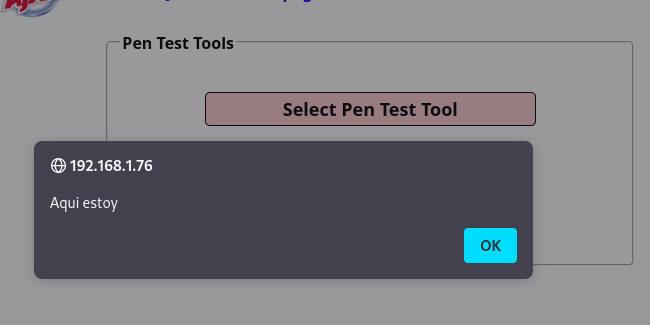 Pen Test Tools
Select Pen Test Tool
192.168.1.76
Aqui estoy
OK